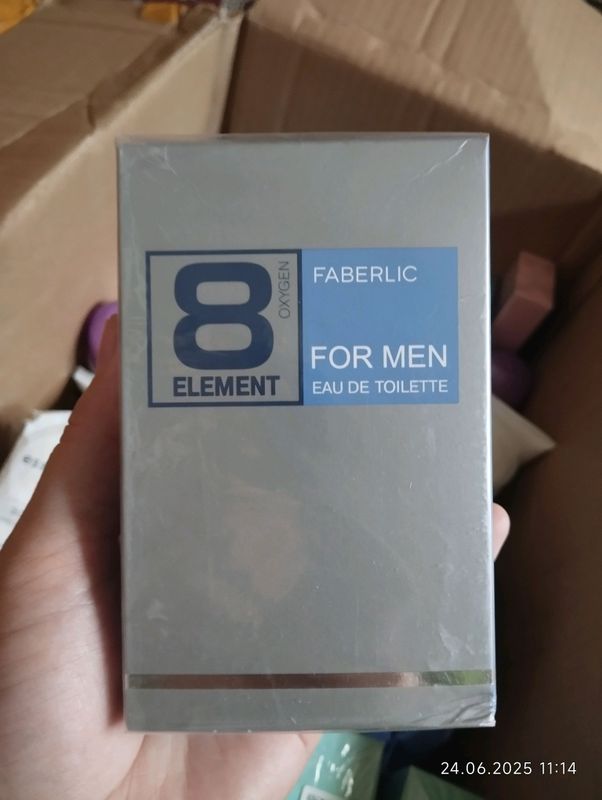 8
OXYGEN
ELEMENT
FABERLIC
FOR MEN
EAU DE TOILETTE
24.06.2025 11:14